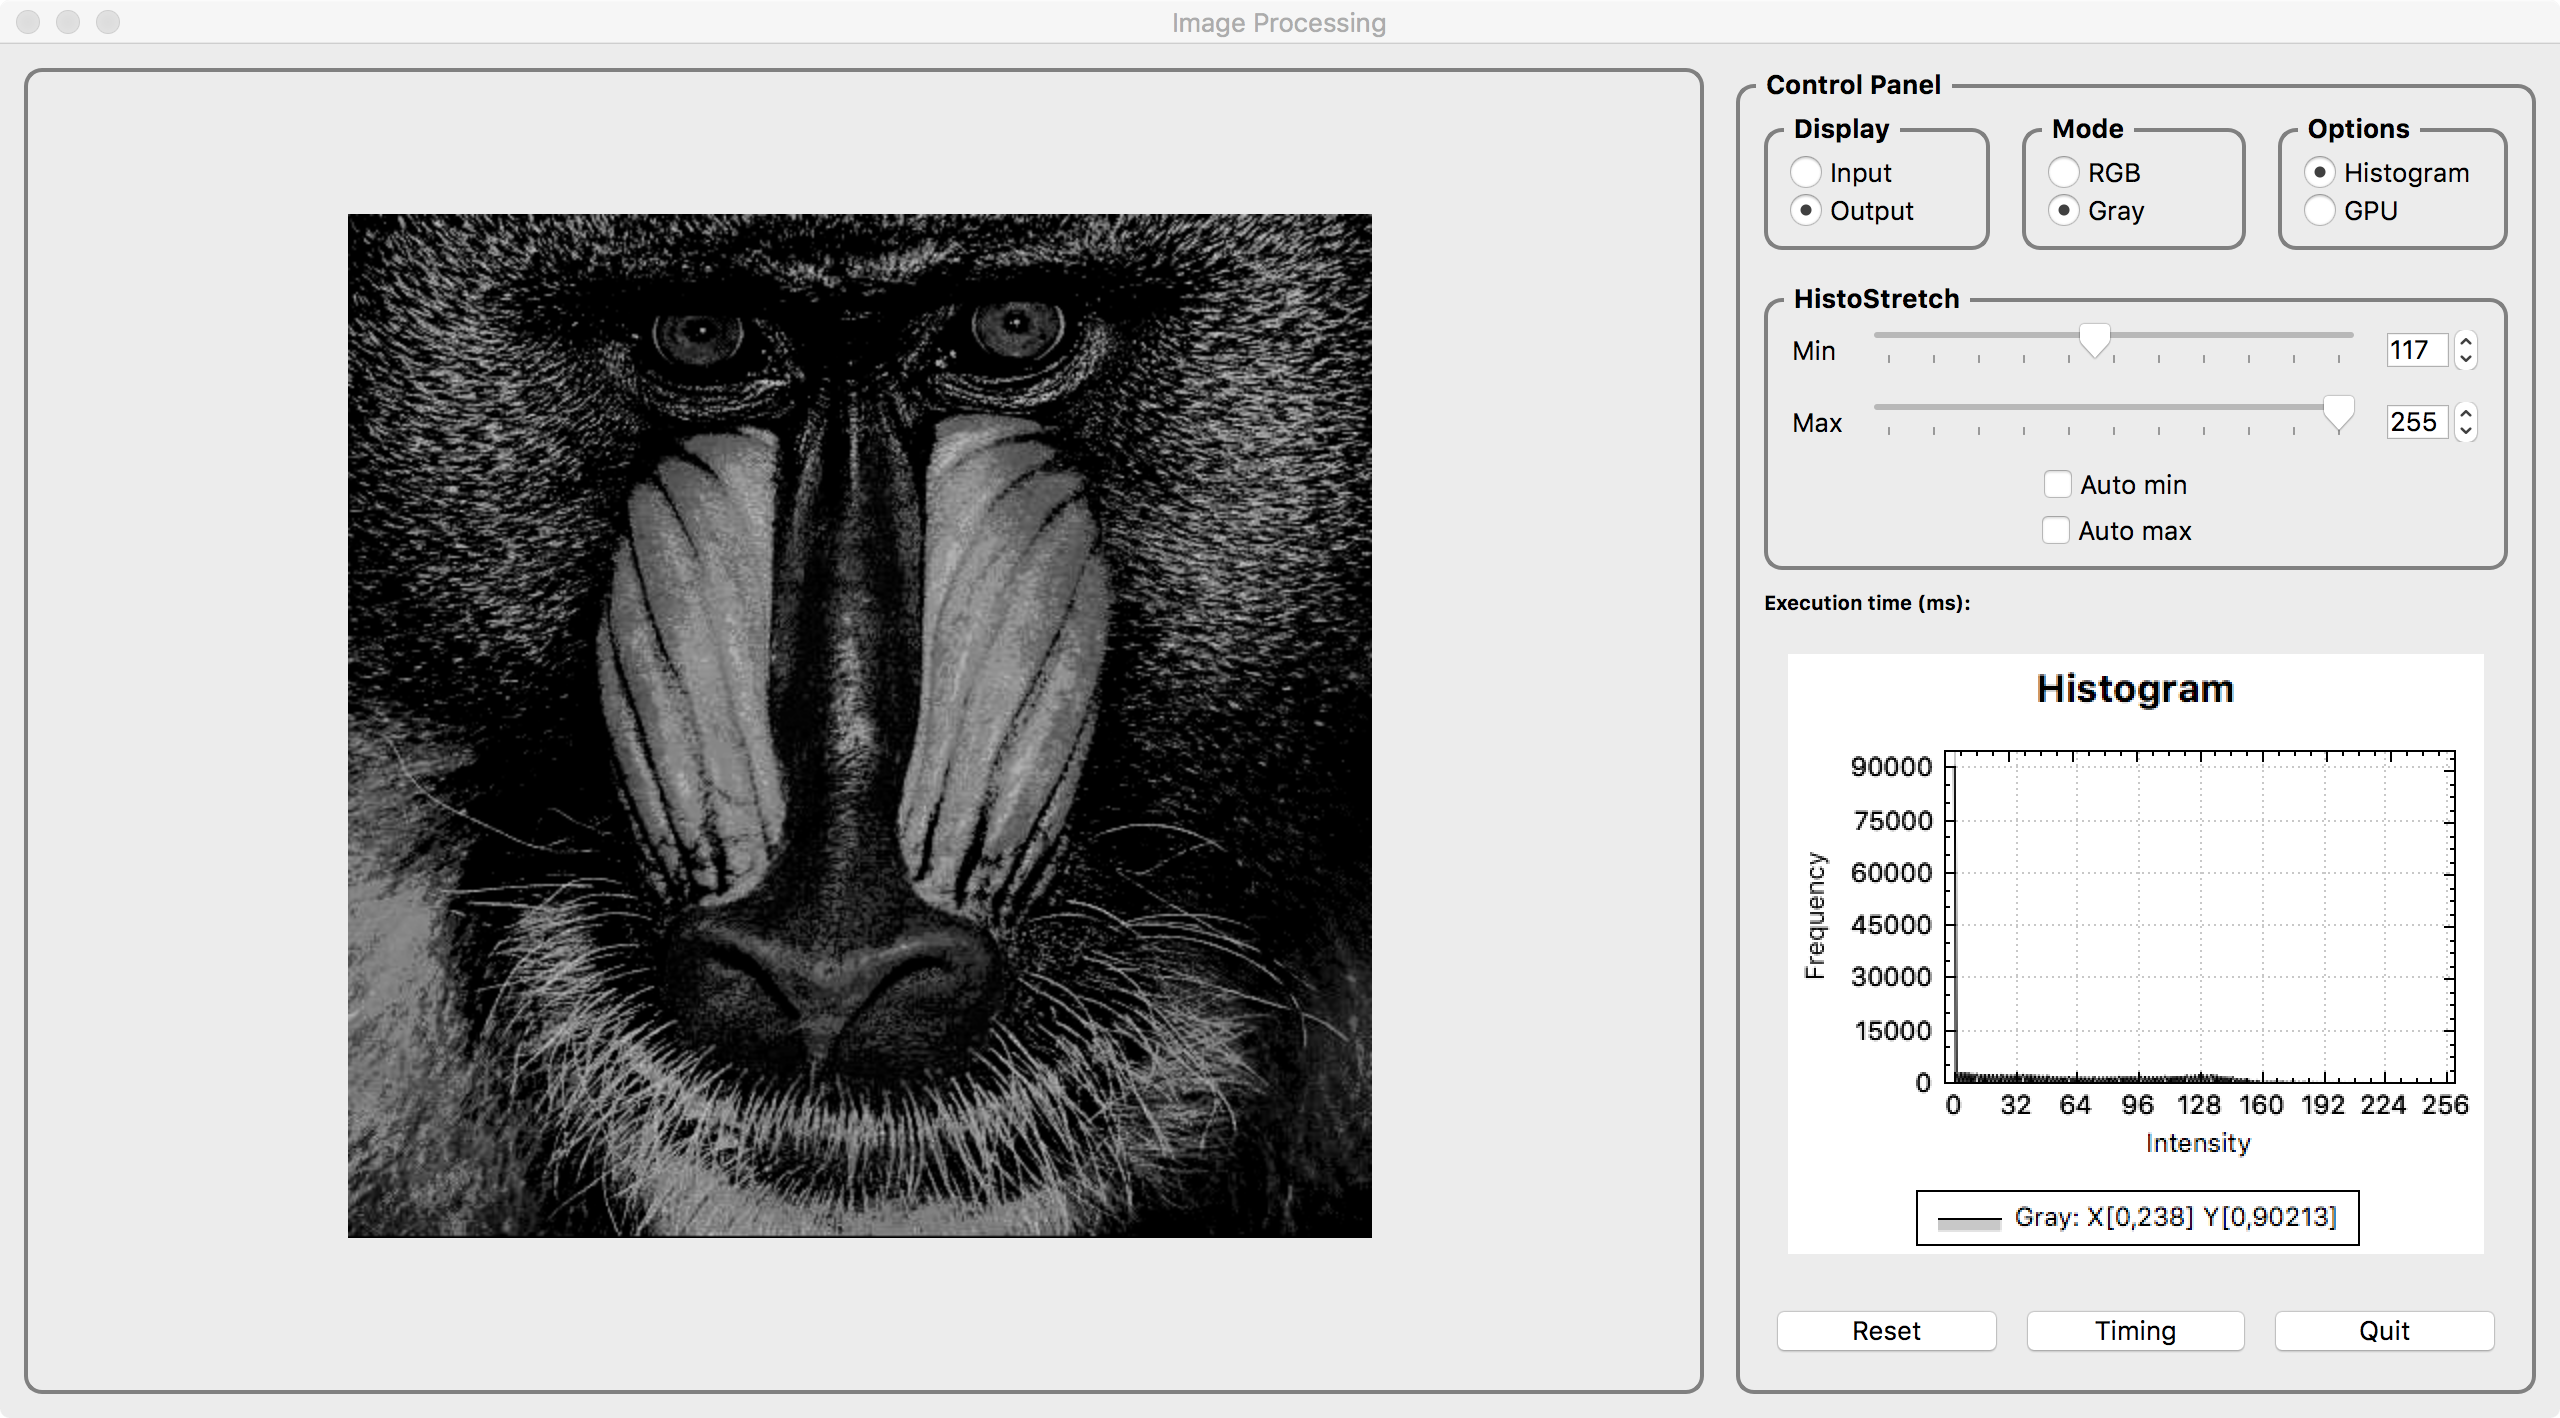 Image Processing
Control Panel
Display
Input
Output
Mode
RGB
Gray
Options
Histogram
GPU
HistoStretch
Min
117
Max
255
Auto min
Auto max
Execution time (ms):
Histogram
90000
75000
60000
45000
30000
15000
0
Frequency
0 32 64 96 128 160 192 224 256
Intensity
Gray: X[0,238] Y[0,90213]
Reset
Timing
Quit